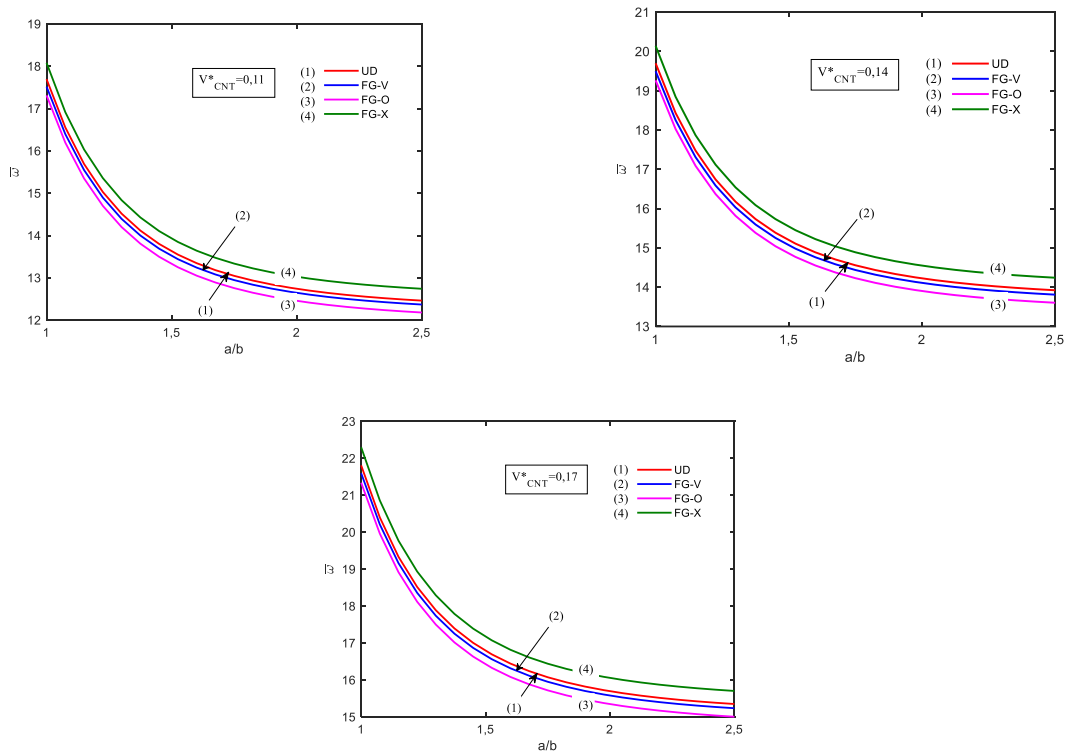 19
18
17
16
15
14
13
12
1
1,5
2
2,5
ω̅
a/b
V*CNT=0,11
(1) UD
(2) FG-V
(3) FG-O
(4) FG-X
(2)
(4)
(1)
(3)
21
20
19
18
17
16
15
14
13
1
1,5
2
2,5
ω̅
a/b
V*CNT=0,14
(1) UD
(2) FG-V
(3) FG-O
(4) FG-X
(2)
(4)
(1)
(3)
23
22
21
20
19
18
17
16
15
1
1,5
2
2,5
ω̅
a/b
V*CNT=0,17
(1) UD
(2) FG-V
(3) FG-O
(4) FG-X
(2)
(4)
(1)
(3)